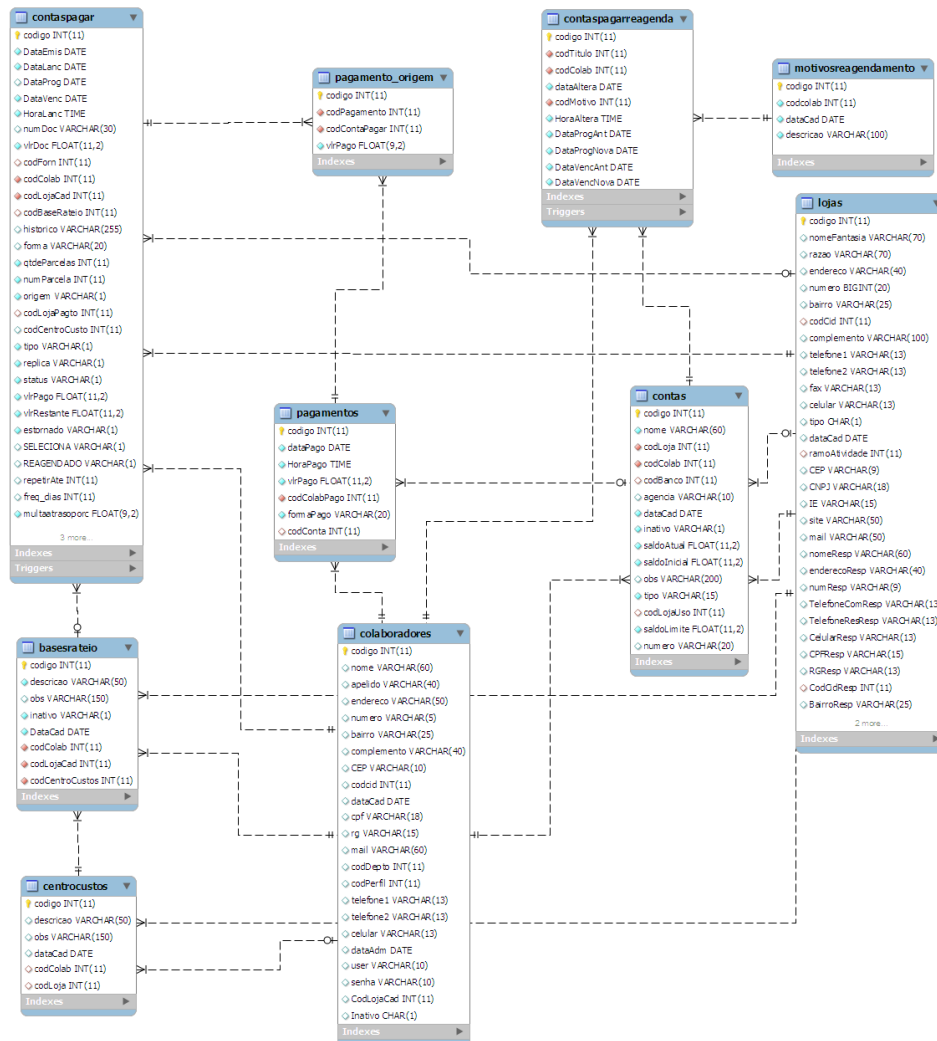 contaspagar
codigo INT(11)
DataEmis DATE
DataLanc DATE
DataProg DATE
DataVenc DATE
HoraLanc TIME
numDoc VARCHAR(30)
vlrDoc FLOAT(11,2)
codForn INT(11)
codColab INT(11)
codLojaCad INT(11)
codBaseRateio INT(11)
historico VARCHAR(255)
forma VARCHAR(20)
qtdeParcelas INT(11)
numParcela INT(11)
origem VARCHAR(1)
codLojaPagto INT(11)
codCentroCusto INT(11)
tipo VARCHAR(1)
replica VARCHAR(1)
status VARCHAR(1)
vlrPago FLOAT(11,2)
vlrRestante FLOAT(11,2)
estornado VARCHAR(1)
SELECIONA VARCHAR(1)
REAGENDADO VARCHAR(1)
repetirAte INT(11)
freq_dias INT(11)
multaatrasoporc FLOAT(9,2)
3 more...
Indexes
Triggers
pagamento_origem
codigo INT(11)
codPagamento INT(11)
codContaPagar INT(11)
vlrPago FLOAT(9,2)
Indexes
contaspagarreagenda
codigo INT(11)
codTitulo INT(11)
codColab INT(11)
dataAltera DATE
codMotivo INT(11)
HoraAltera TIME
DataProgAnt DATE
DataProgNova DATE
DataVencAnt DATE
DataVencNova DATE
Indexes
Triggers
motivosreagendamento
codigo INT(11)
codcolab INT(11)
dataCad DATE
descricao VARCHAR(100)
Indexes
lojas
codigo INT(11)
nomeFantasia VARCHAR(70)
razao VARCHAR(70)
endereco VARCHAR(40)
numero BIGINT(20)
bairro VARCHAR(25)
codCid INT(11)
complemento VARCHAR(100)
telefone1 VARCHAR(13)
telefone2 VARCHAR(13)
fax VARCHAR(13)
celular VARCHAR(13)
tipo CHAR(1)
dataCad DATE
ramoAtividade INT(11)
CEP VARCHAR(9)
CNPJ VARCHAR(18)
IE VARCHAR(15)
site VARCHAR(50)
mail VARCHAR(50)
nomeResp VARCHAR(60)
enderecoResp VARCHAR(40)
numResp VARCHAR(9)
TelefoneComResp VARCHAR(13)
TelefoneResResp VARCHAR(13)
CelularResp VARCHAR(13)
CPFResp VARCHAR(15)
RGResp VARCHAR(13)
CodCidResp INT(11)
BairroResp VARCHAR(25)
2 more...
Indexes
pagamentos
codigo INT(11)
dataPago DATE
HoraPago TIME
vlrPago FLOAT(11,2)
codColabPago INT(11)
formaPago VARCHAR(20)
codConta INT(11)
Indexes
contas
codigo INT(11)
nome VARCHAR(60)
codLoja INT(11)
codColab INT(11)
codBanco INT(11)
agencia VARCHAR(10)
dataCad DATE
inativo VARCHAR(1)
saldoAtual FLOAT(11,2)
saldoInicial FLOAT(11,2)
obs VARCHAR(200)
tipo VARCHAR(15)
codLojaUso INT(11)
saldoLimite FLOAT(11,2)
numero VARCHAR(20)
Indexes
basesrateio
codigo INT(11)
descricao VARCHAR(50)
obs VARCHAR(150)
inativo VARCHAR(1)
DataCad DATE
codColab INT(11)
codLojaCad INT(11)
codCentroCustos INT(11)
Indexes
colaboradores
codigo INT(11)
nome VARCHAR(60)
apelido VARCHAR(40)
endereco VARCHAR(50)
numero VARCHAR(5)
bairro VARCHAR(25)
complemento VARCHAR(40)
CEP VARCHAR(10)
codcid INT(11)
dataCad DATE
cpf VARCHAR(18)
rg VARCHAR(15)
mail VARCHAR(60)
codDepto INT(11)
codPerfil INT(11)
telefone1 VARCHAR(13)
telefone2 VARCHAR(13)
celular VARCHAR(13)
dataAdm DATE
user VARCHAR(10)
senha VARCHAR(10)
CodLojaCad INT(11)
Inativo CHAR(1)
Indexes
centrocustos
codigo INT(11)
descricao VARCHAR(50)
obs VARCHAR(150)
dataCad DATE
codColab INT(11)
codLoja INT(11)
Indexes